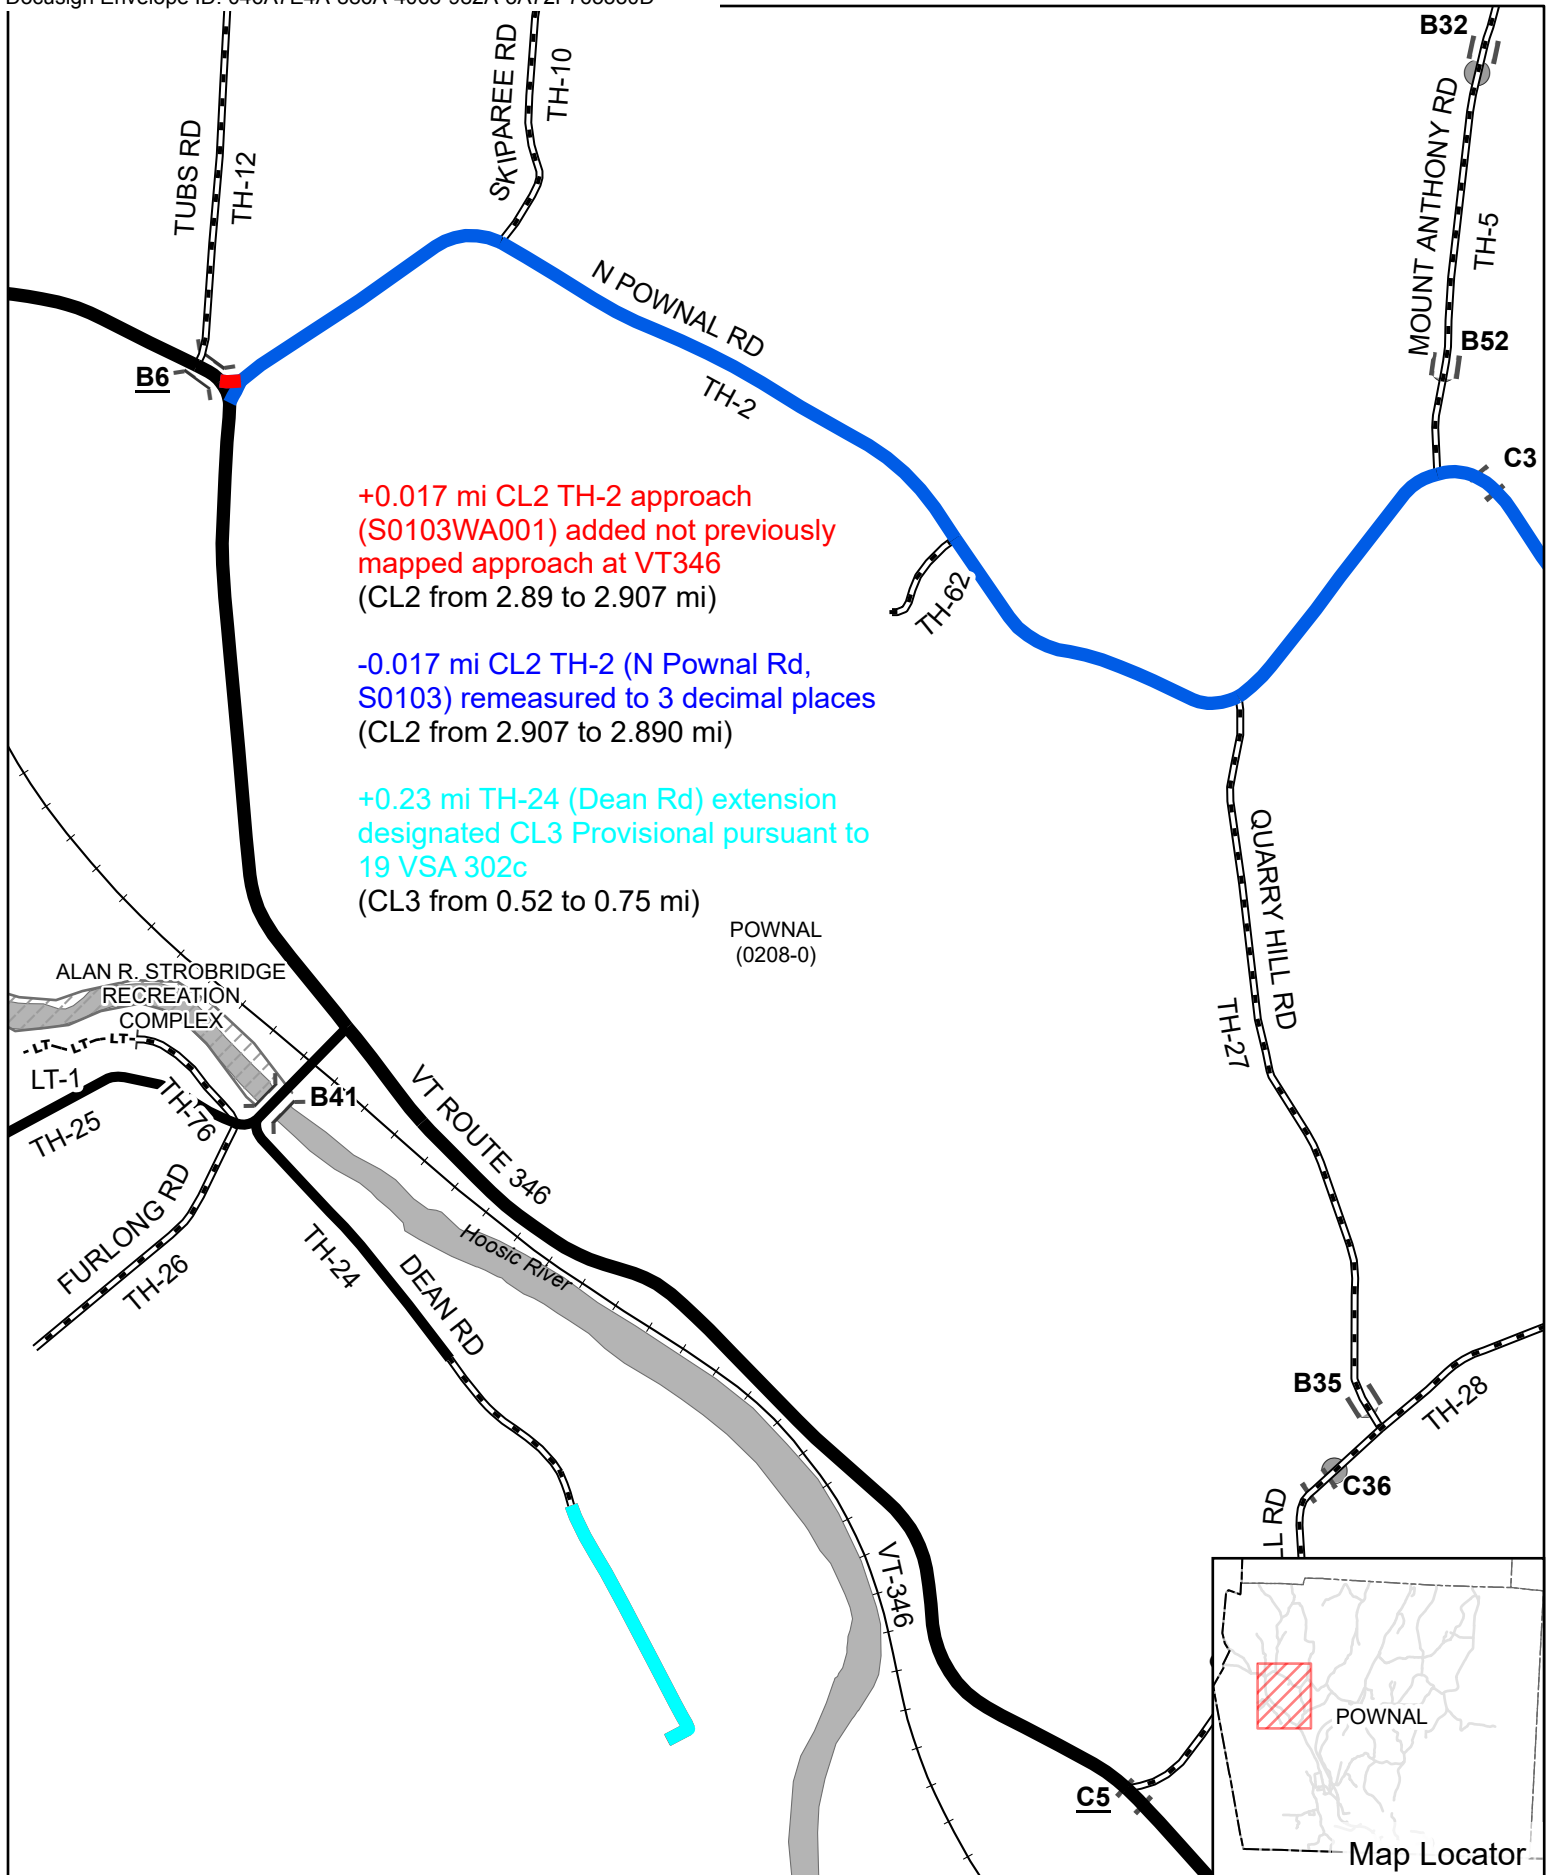 B32
SKIPAREE RD
TH-10
MOUNT ANTHONY RD
TH-5
TUBS RD
TH-12
N POWNAL RD
TH-2
B52
B6
C3
+0.017 mi CL2 TH-2 approach
(S0103WA001) added not previously
mapped approach at VT346
(CL2 from 2.89 to 2.907 mi)
-0.017 mi CL2 TH-2 (N Pownal Rd,
S0103) remeasured to 3 decimal places
(CL2 from 2.907 to 2.890 mi)
+0.23 mi TH-24 (Dean Rd) extension
designated CL3 Provisional pursuant to
19 VSA 302c
(CL3 from 0.52 to 0.75 mi)
TH-62
POWNAL
(0208-0)
QUARRY HILL RD
TH-27
ALAN R. STROBRIDGE
RECREATION
COMPLEX
LT
LT
LT
LT-1
TH-25
TH-76
B41
VT ROUTE 346
FURLONG RD
TH-26
TH-24
DEAN RD
Hoosic River
B35
TH-28
C36
LL RD
VT-346
C5
POWNAL
Map Locator